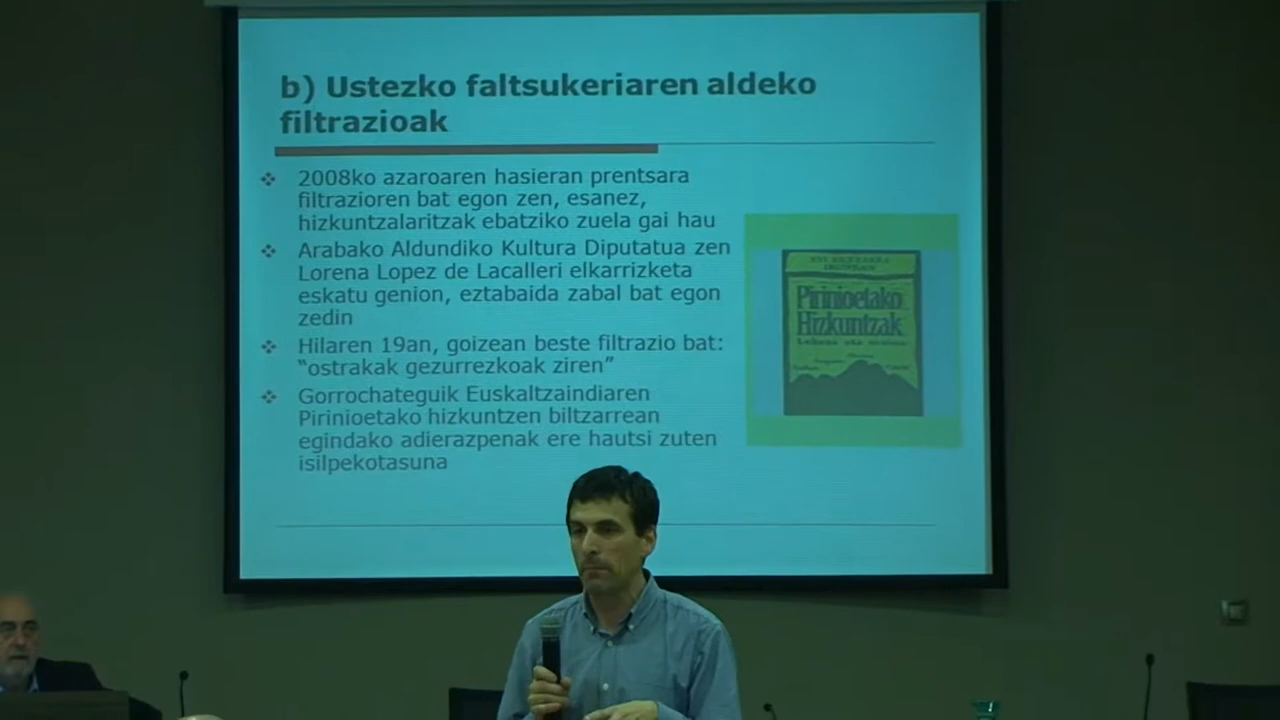 b) Ustezko faltsukeriaren aldeko
filtrazioak
2008ko azaroaren hasieran prentsara
filtrazioren bat egon zen, esanez,
hizkuntzalaritzak ebatziko zuela gai hau
Arabako Aldundiko Kultura Diputatua zen
Lorena Lopez de Lacalleri elkarrizketa
eskatu genion, eztabaida zabal bat egon
zedin
Hilaren 19an, goizean beste filtrazio bat:
“ostrakak gezurrezkoak ziren”
Gorrochateguik Euskaltzaindiaren
Pirinioetako hizkuntzen biltzarrean
egindako adierazpenak ere hautsi zuten
isilpekotasuna
Pirinioetako
Hizkuntzak